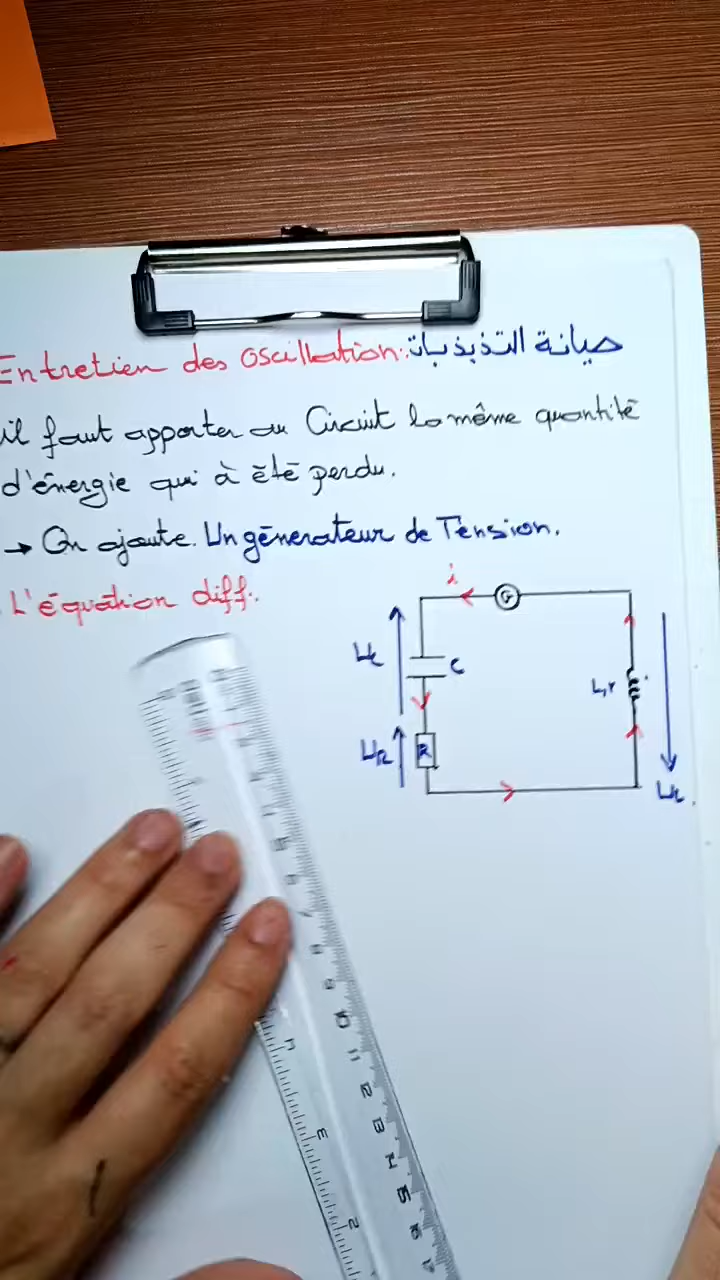 Entretien des oscillation: صيانة التذبذبات
il faut apporter au Circuit la même quantité
d'énergie qui à été perdu.
→ On ajoute Un génerateur de Tension.
L'équation diff.
i
G
Uc
C
L,r
UR
R
UL